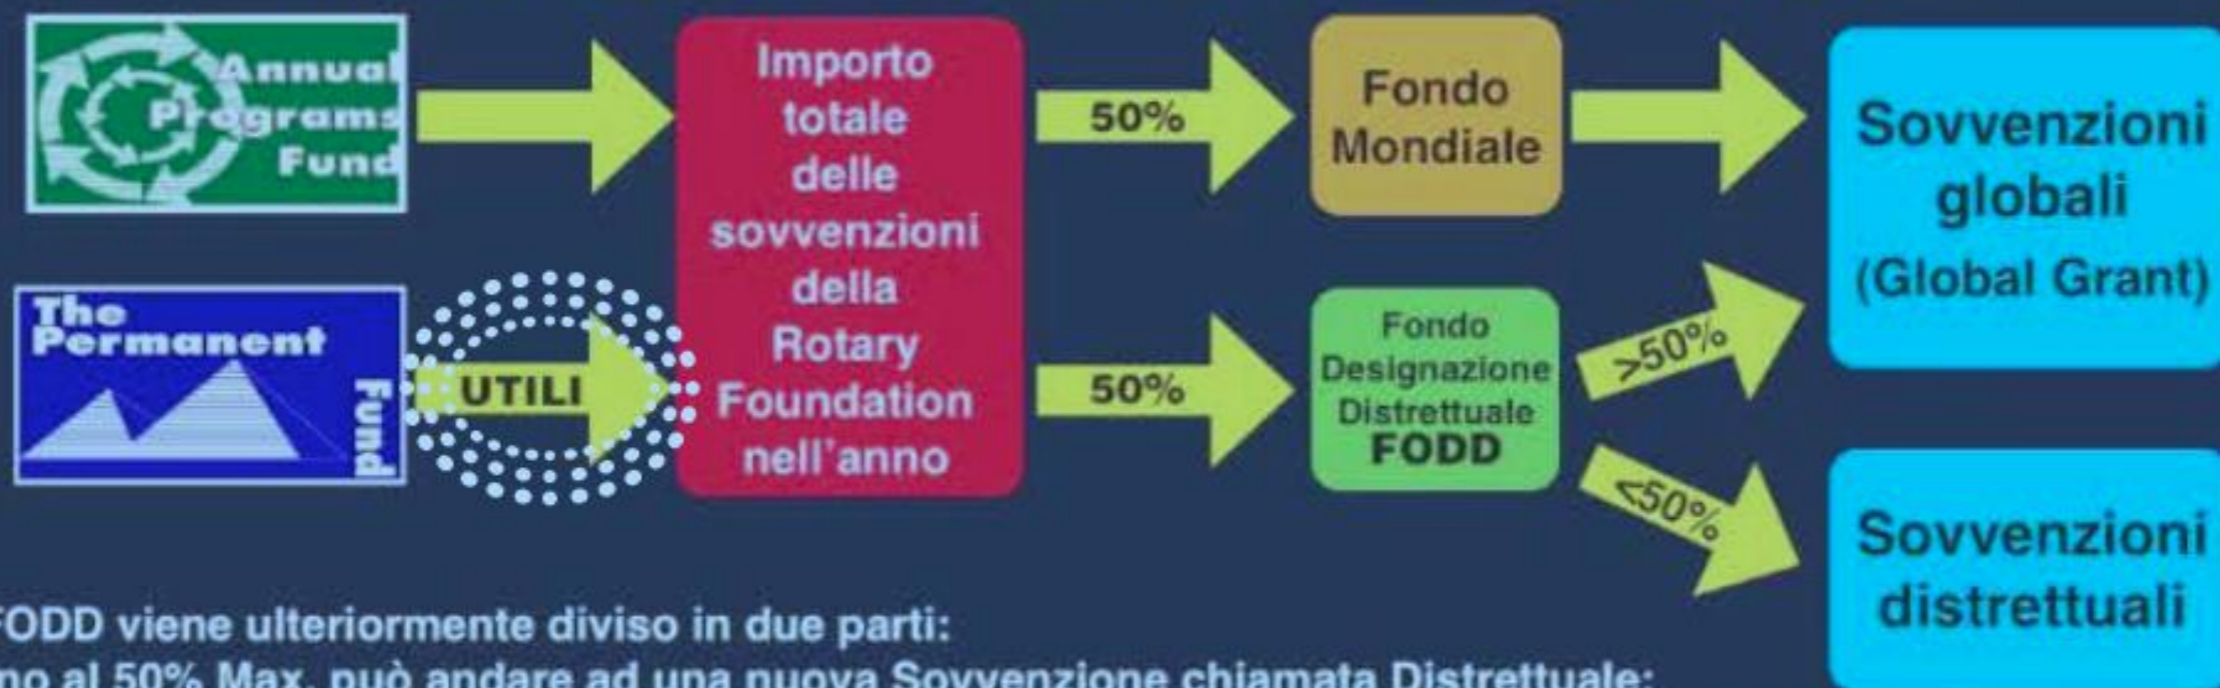 Annual
Programs
Fund
Importo
totale
delle
sovvenzioni
della
Rotary
Foundation
nell'anno
50%
Fondo
Mondiale
Sovvenzioni
globali
(Global Grant)
The
Permanent
Fund
UTILI
50%
Fondo
Designazione
Distrettuale
FODD
>50%
<50%
Sovvenzioni
distrettuali
FODD viene ulteriormente diviso in due parti:
al 50% Max. può andare ad una nuova Sovvenzione chiamata Distrettuale: